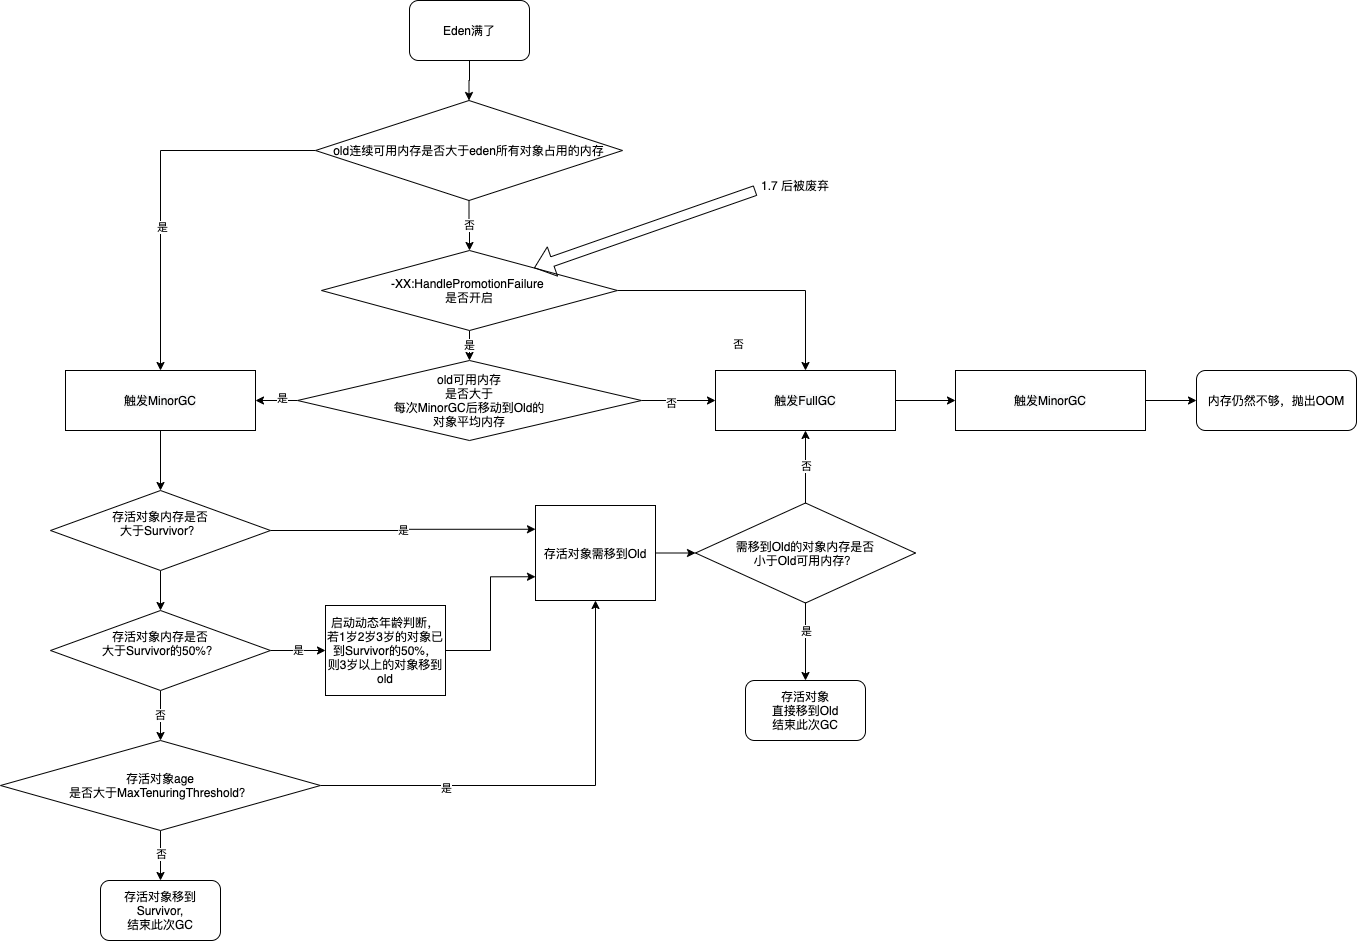 Eden满了
old连续可用内存是否大于eden所有对象占用的内存
1.7 后被废弃
是
否
-XX:HandlePromotionFailure
是否开启
是
否
old可用内存
是否大于
每次MinorGC后移动到Old的
对象平均内存
是
否
触发MinorGC
触发FullGC
触发MinorGC
内存仍然不够，抛出OOM
否
存活对象内存是否
大于Survivor?
是
存活对象需移到Old
需移到Old的对象内存是否
小于Old可用内存?
存活对象内存是否
大于Survivor的50%?
是
启动动态年龄判断，
若1岁2岁3岁的对象已
到Survivor的50%，
则3岁以上的对象移到
old
是
存活对象
直接移到Old
结束此次GC
否
存活对象age
是否大于MaxTenuringThreshold?
是
否
存活对象移到
Survivor,
结束此次GC